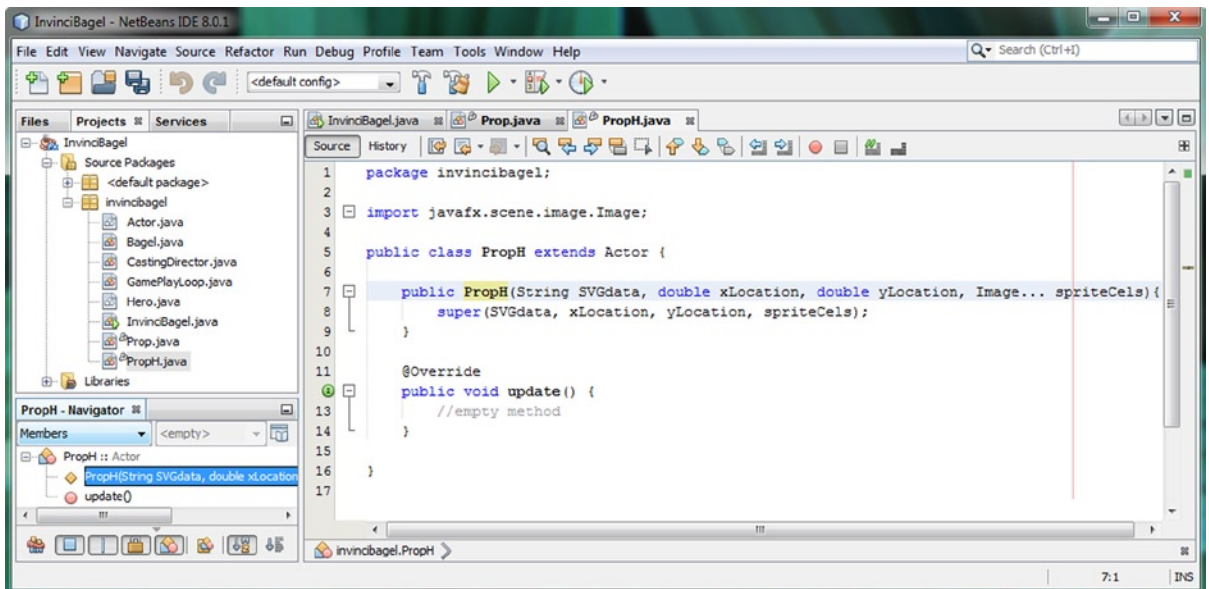 InvinciBagel - NetBeans IDE 8.0.1
File Edit View Navigate Source Refactor Run Debug Profile Team Tools Window Help
Search (Ctrl+I)
<default config>
Files Projects Services
InvinciBagel.java Prop.java PropH.java
Source History
InvinciBagel
Source Packages
<default package>
invincibagel
Actor.java
Bagel.java
CastingDirector.java
GamePlayLoop.java
Hero.java
InvinciBagel.java
Prop.java
PropH.java
Libraries
PropH - Navigator
Members <empty>
PropH :: Actor
PropH(String SVGdata, double xLocation
update()
1 package invincibagel;
2
3 import javafx.scene.image.Image;
4
5 public class PropH extends Actor {
6
7 public PropH(String SVGdata, double xLocation, double yLocation, Image... spriteCels){
8 super(SVGdata, xLocation, yLocation, spriteCels);
9 }
10
11 @Override
public void update() {
13 //empty method
14 }
15
16 }
17
invincibagel.PropH
7:1 INS